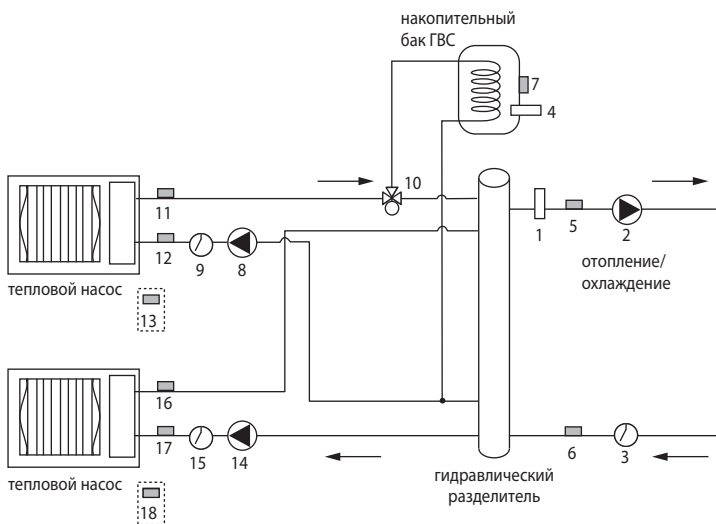 накопительный
бак ГВС
7
4
10
11
1
5
2
12
9
8
отопление/
охлаждение
тепловой насос
13
16
17
15
14
6
3
гидравлический
разделитель
тепловой насос
18